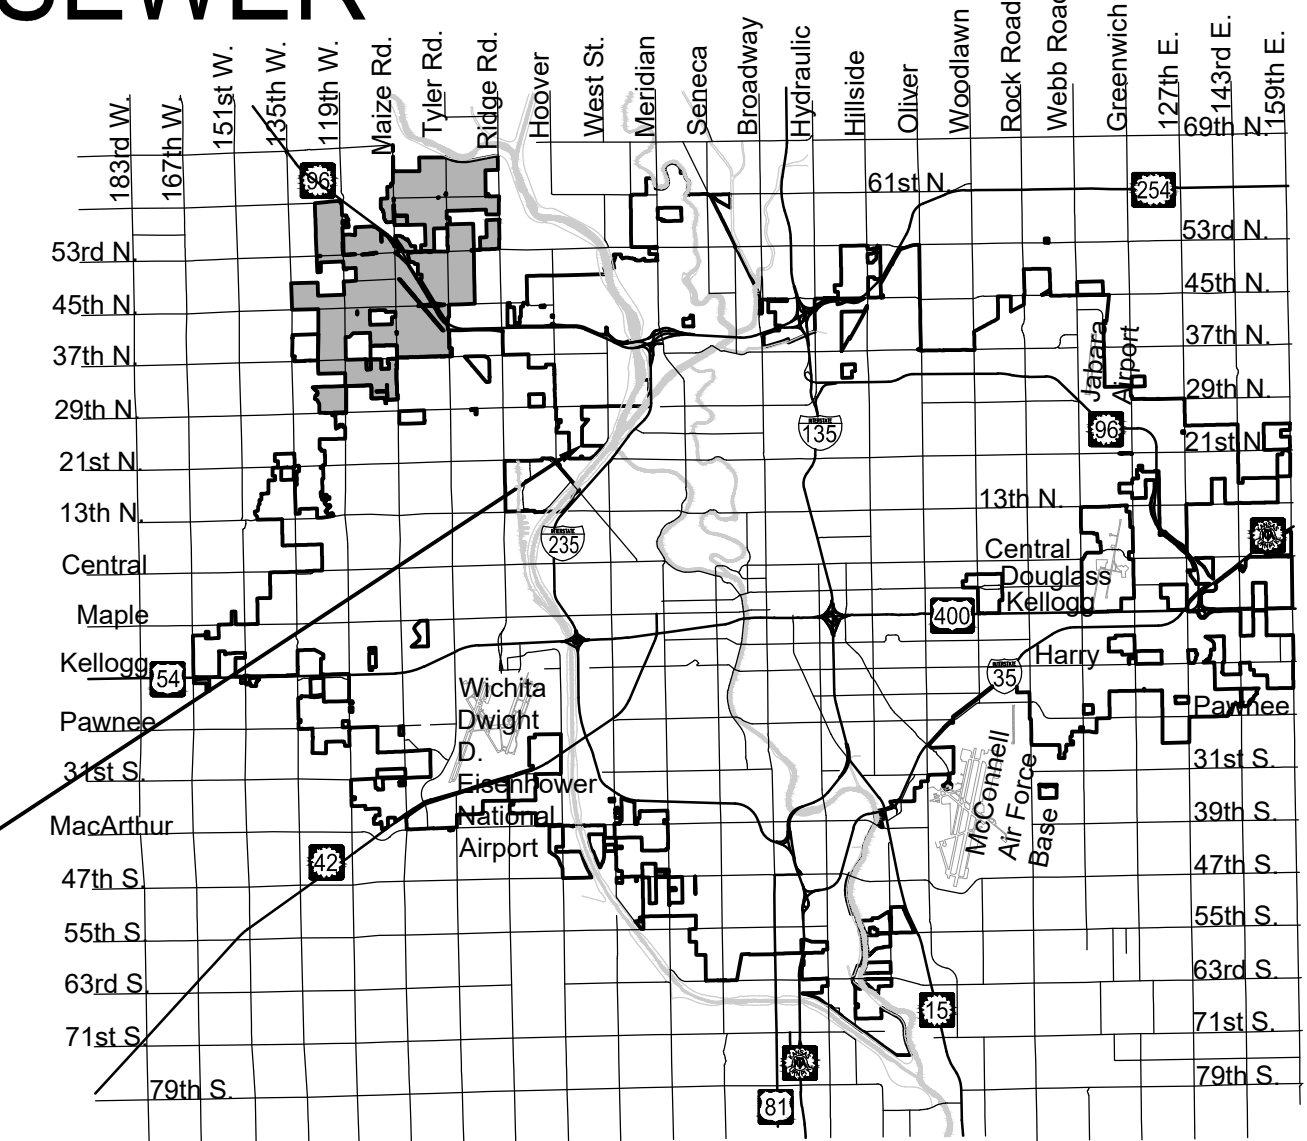 SEWER
183rd W.
167th W.
151st W.
135th W.
119th W.
Maize Rd.
Tyler Rd.
Ridge Rd.
Hoover
West St.
Meridian
Seneca
Broadway
Hydraulic
Hillside
Oliver
Woodlawn
Rock Road
Webb Road
Greenwich
127th E.
143rd E.
159th E.
69th N.
96
61st N.
254
53rd N.
53rd N.
45th N.
45th N.
37th N.
37th N.
Jabara
Airport
29th N.
29th N.
INTERSTATE
135
96
21st N.
21st N.
13th N.
13th N.
INTERSTATE
235
Central
Central
Douglass
Maple
Kellogg
400
Kellogg
54
Harry
INTERSTATE
35
Wichita
Dwight
D.
Eisenhower
National
Airport
Pawnee
Pawnee
31st S.
31st S.
McConnell
Air Force
Base
MacArthur
39th S.
42
47th S.
47th S.
55th S.
55th S.
63rd S.
63rd S.
15
71st S.
71st S.
79th S.
79th S.
81